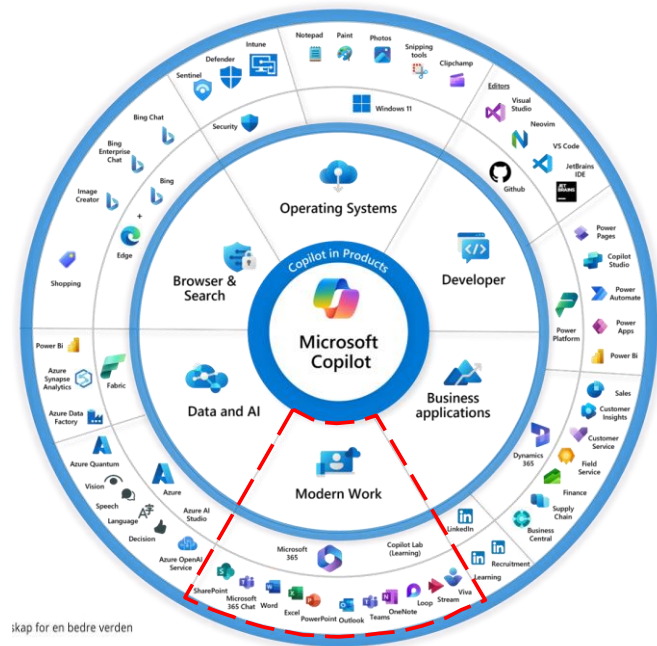 Notepad
Paint
Photos
Snipping
tools
Clipchamp
Intune
Defender
Sentinel
Security
Windows 11
Editors
Visual
Studio
Neovim
VS Code
JetBrains
IDE
JET
BRAINS
Github
Bing Chat
Bing
Enterprise
Chat
Image
Creator
Bing
+
Edge
Shopping
Operating Systems
Browser &
Search
Developer
Copilot in Products
Microsoft
Copilot
Data and AI
Business
applications
Modern Work
Power
Pages
Copilot
Studio
Power
Automate
Power
Apps
Power Bi
Power
Platform
Power Bi
Azure
Synapse
Analytics
Azure Data
Factory
Fabric
Sales
Customer
Insights
Customer
Service
Field
Service
Finance
Supply
Chain
Business
Central
Dynamics
365
Azure Quantum
Vision
Speech
Language
Decision
Azure OpenAI
Service
Azure
Azure AI
Studio
Microsoft
365
Copilot Lab
(Learning)
LinkedIn
Recruitment
Learning
SharePoint
Microsoft
365 Chat
Word
Excel
PowerPoint
Outlook
Teams
OneNote
Loop
Stream
Viva
skap for en bedre verden